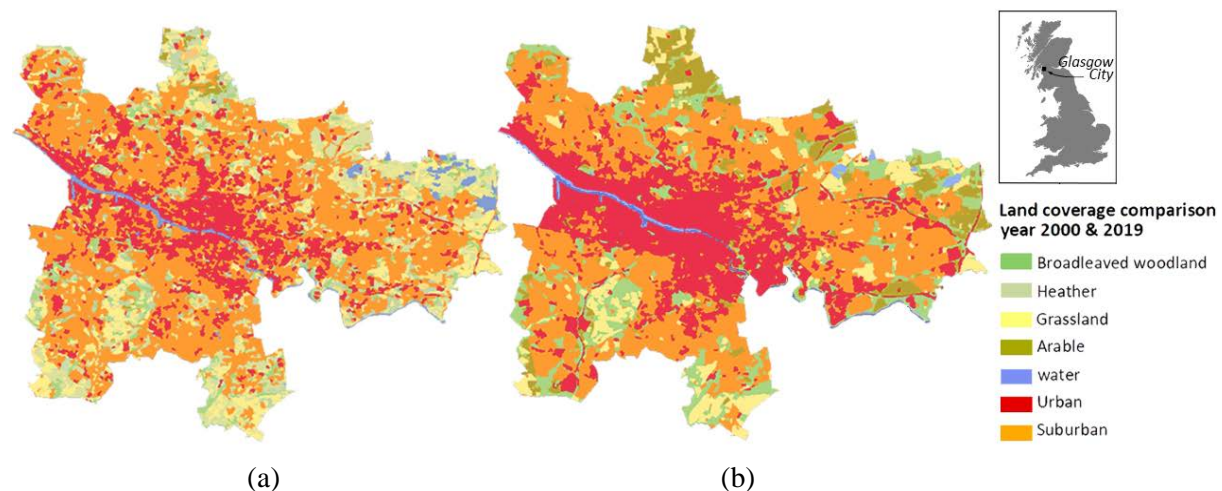 Glasgow
City
Land coverage comparison
year 2000 & 2019
Broadleaved woodland
Heather
Grassland
Arable
water
Urban
Suburban
(a)
(b)